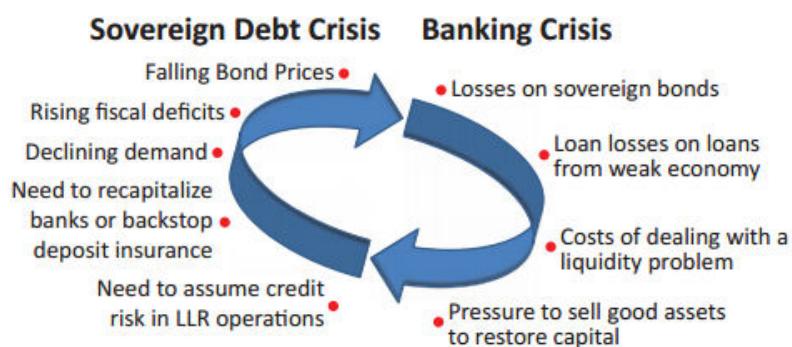 Sovereign Debt Crisis
Banking Crisis
Falling Bond Prices
Rising fiscal deficits
Declining demand
Need to recapitalize
banks or backstop
deposit insurance
Need to assume credit
risk in LLR operations
Losses on sovereign bonds
Loan losses on loans
from weak economy
Costs of dealing with a
liquidity problem
Pressure to sell good assets
to restore capital